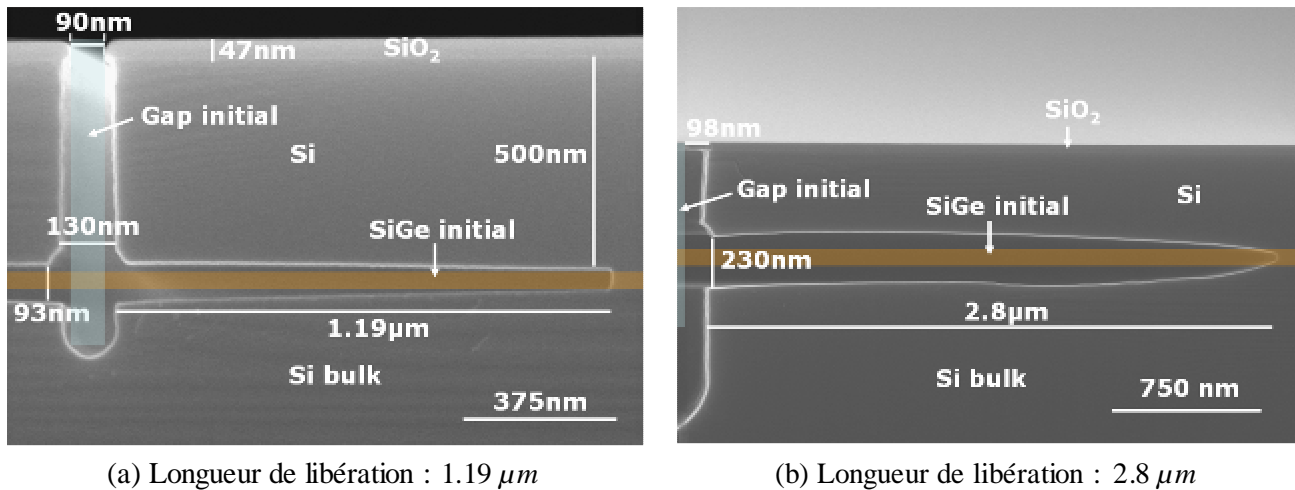 90nm
47nm
SiO2
Gap initial
Si
500nm
130nm
SiGe initial
93nm
1.19µm
Si bulk
375nm
(a) Longueur de libération : 1.19 µm
SiO2
98nm
Gap initial
Si
SiGe initial
230nm
2.8µm
Si bulk
750 nm
(b) Longueur de libération : 2.8 µm